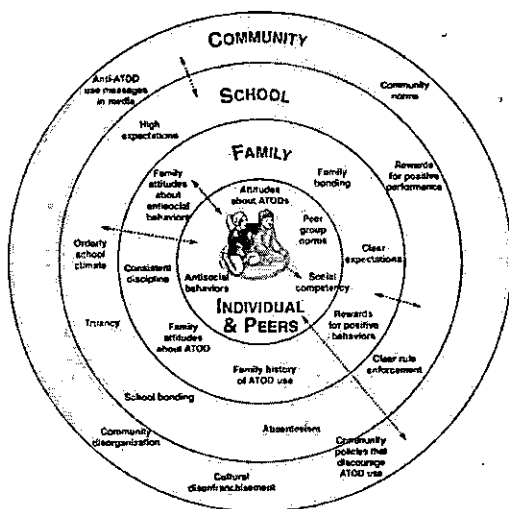 COMMUNITY
Anti-ATOD
use messages
in media
Community
norms
SCHOOL
High
expectations
Rewards
for positive
performance
FAMILY
Family
attitudes
about
antisocial
behaviors
Family
bonding
Attitudes
about ATODs
Peer
group
norms
Orderly
school
climate
Consistent
discipline
Antisocial
behaviors
Social
competency
Clear
expectations
INDIVIDUAL
& PEERS
Truancy
Family
attitudes
about ATOD
Rewards
for positive
behaviors
Family history
of ATOD use
Clear rule
enforcement
School bonding
Absenteeism
Community
disorganization
Community
policies that
discourage
ATOD use
Cultural
disenfranchisement